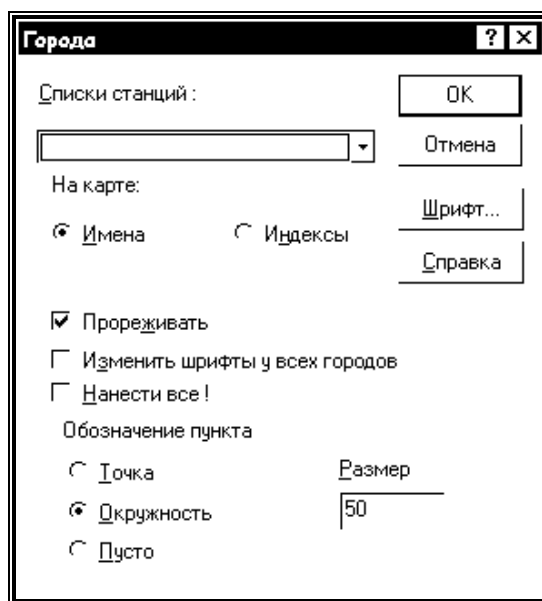 Города
Списки станций :
OK
Отмена
На карте:
Шрифт...
Имена
Индексы
Справка
Прореживать
Изменить шрифты у всех городов
Нанести все !
Обозначение пункта
Точка
Размер
Окружность
50
Пусто